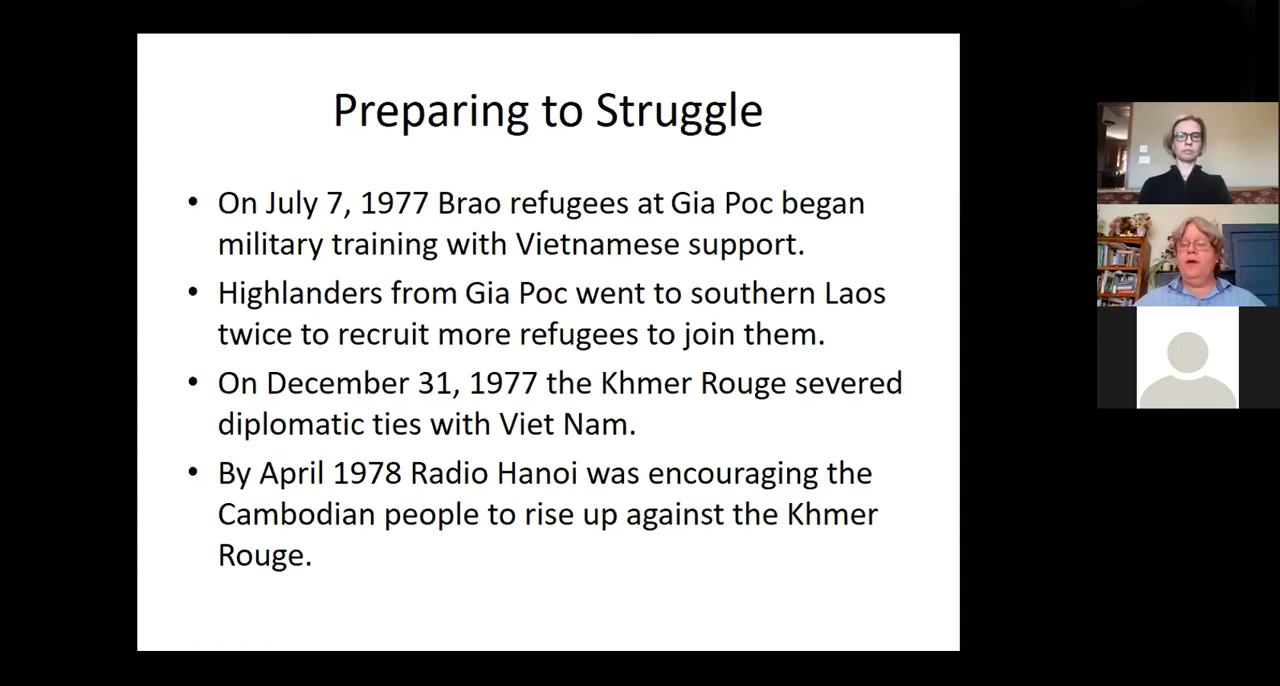 Preparing to Struggle
• On July 7, 1977 Brao refugees at Gia Poc began
military training with Vietnamese support.
• Highlanders from Gia Poc went to southern Laos
twice to recruit more refugees to join them.
• On December 31, 1977 the Khmer Rouge severed
diplomatic ties with Viet Nam.
• By April 1978 Radio Hanoi was encouraging the
Cambodian people to rise up against the Khmer
Rouge.